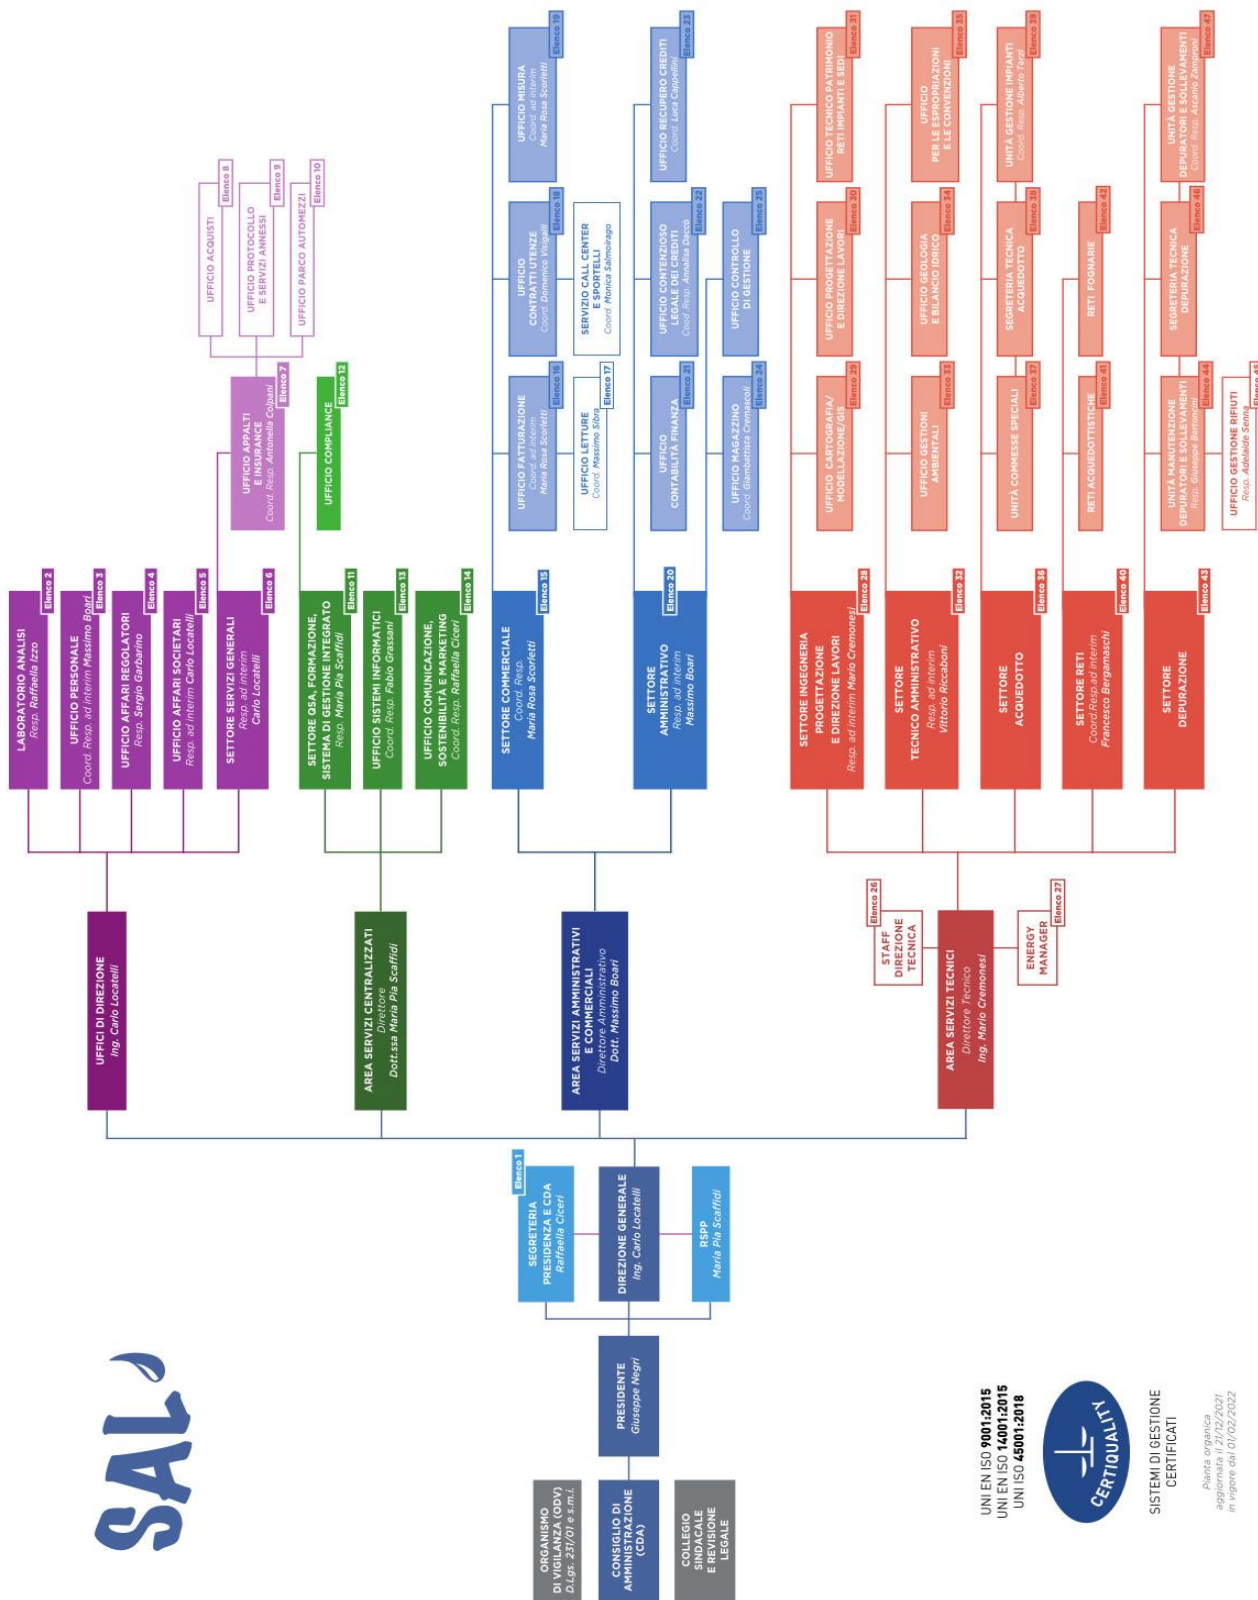 SAL
ORGANISMO
DI VIGILANZA (ODV)
D.Lgs. 231/01 e s.m.i.
CONSIGLIO DI
AMMINISTRAZIONE
(CDA)
COLLEGIO
SINDACALE
E REVISIONE
LEGALE
PRESIDENTE
Giuseppe Negri
Elenco 1
SEGRETERIA
PRESIDENZA E CDA
Raffaella Ciceri
DIREZIONE GENERALE
Ing. Carlo Locatelli
RSPP
Maria Pia Scaffidi
UFFICI DI DIREZIONE
Ing. Carlo Locatelli
LABORATORIO ANALISI
Resp. Raffaella Izzo
Elenco 2
UFFICIO PERSONALE
Coord. Resp. ad interim Massimo Boari
Elenco 3
UFFICIO AFFARI REGOLATORI
Resp. Sergio Garbarino
Elenco 4
UFFICIO AFFARI SOCIETARI
Resp. ad interim Carlo Locatelli
Elenco 5
SETTORE SERVIZI GENERALI
Resp. ad interim
Carlo Locatelli
Elenco 6
UFFICIO APPALTI
E INSURANCE
Coord. Resp. Antonella Colpani
Elenco 7
UFFICIO ACQUISTI
Elenco 8
UFFICIO PROTOCOLLO
E SERVIZI ANNESSI
Elenco 9
UFFICIO PARCO AUTOMEZZI
Elenco 10
AREA SERVIZI CENTRALIZZATI
Direttore
Dott.ssa Maria Pia Scaffidi
SETTORE QSA, FORMAZIONE,
SISTEMA DI GESTIONE INTEGRATO
Resp. Maria Pia Scaffidi
Elenco 11
UFFICIO COMPLIANCE
Elenco 12
UFFICIO SISTEMI INFORMATICI
Coord. Resp. Fabio Grassani
Elenco 13
UFFICIO COMUNICAZIONE,
SOSTENIBILITÀ E MARKETING
Coord. Resp. Raffaella Ciceri
Elenco 14
AREA SERVIZI AMMINISTRATIVI
E COMMERCIALI
Direttore Amministrativo
Dott. Massimo Boari
SETTORE COMMERCIALE
Coord. Resp.
Maria Rosa Scorletti
Elenco 15
UFFICIO FATTURAZIONE
Coord. ad interim
Maria Rosa Scorletti
Elenco 16
UFFICIO LETTURE
Coord. Massimo Sibra
Elenco 17
UFFICIO
CONTRATTI UTENZE
Coord. Domenico Visigalli
Elenco 18
SERVIZIO CALL CENTER
E SPORTELLI
Coord. Monica Salmoirago
UFFICIO MISURA
Coord. ad interim
Maria Rosa Scorletti
Elenco 19
SETTORE
AMMINISTRATIVO
Resp. ad interim
Massimo Boari
Elenco 20
UFFICIO
CONTABILITÀ FINANZA
Elenco 21
UFFICIO CONTENZIOSO
LEGALE DEI CREDITI
Cood. Resp. Annalisa Daccò
Elenco 22
UFFICIO RECUPERO CREDITI
Coord. Luca Cappellini
Elenco 23
UFFICIO MAGAZZINO
Coord Giambattista Cremascoli
Elenco 24
UFFICIO CONTROLLO
DI GESTIONE
Elenco 25
AREA SERVIZI TECNICI
Direttore Tecnico
Ing. Mario Cremonesi
Elenco 26
STAFF
DIREZIONE
TECNICA
ENERGY
MANAGER
Elenco 27
SETTORE INGEGNERIA
PROGETTAZIONE
E DIREZIONE LAVORI
Resp. ad interim Mario Cremonesi
Elenco 28
UFFICIO CARTOGRAFIA/
MODELLAZIONE/GIS
Elenco 29
UFFICIO PROGETTAZIONE
E DIREZIONE LAVORI
Elenco 30
UFFICIO TECNICO PATRIMONIO
RETI IMPIANTI E SEDI
Elenco 31
SETTORE
TECNICO AMMINISTRATIVO
Resp. ad interim
Vittorio Riccaboni
Elenco 32
UFFICIO GESTIONI
AMBIENTALI
Elenco 33
UFFICIO GEOLOGIA
E BILANCIO IDRICO
Elenco 34
UFFICIO
PER LE ESPROPRIAZIONI
E LE CONVENZIONI
Elenco 35
SETTORE
ACQUEDOTTO
Elenco 36
UNITÀ COMMESSE SPECIALI
Elenco 37
SEGRETERIA TECNICA
ACQUEDOTTO
Elenco 38
UNITÀ GESTIONE IMPIANTI
Coord. Resp. Alberto Terzi
Elenco 39
SETTORE RETI
Coord.Resp.ad interim
Francesco Bergamaschi
Elenco 40
RETI ACQUEDOTTISTICHE
Elenco 41
RETI FOGNARIE
Elenco 42
SETTORE
DEPURAZIONE
Elenco 43
UNITÀ MANUTENZIONE
DEPURATORI E SOLLEVAMENTI
Resp. Giuseppe Bertoncini
Elenco 44
UFFICIO GESTIONE RIFIUTI
Resp. Adelaide Senna
Elenco 45
SEGRETERIA TECNICA
DEPURAZIONE
Elenco 46
UNITÀ GESTIONE
DEPURATORI E SOLLEVAMENTI
Coord. Resp. Ascanio Zamproni
Elenco 47
UNI EN ISO 9001:2015
UNI EN ISO 14001:2015
UNI ISO 45001:2018
CERTIQUALITY
SISTEMI DI GESTIONE
CERTIFICATI
Pianta organica
aggiornata il 21/12/2021
in vigore dal 01/02/2022